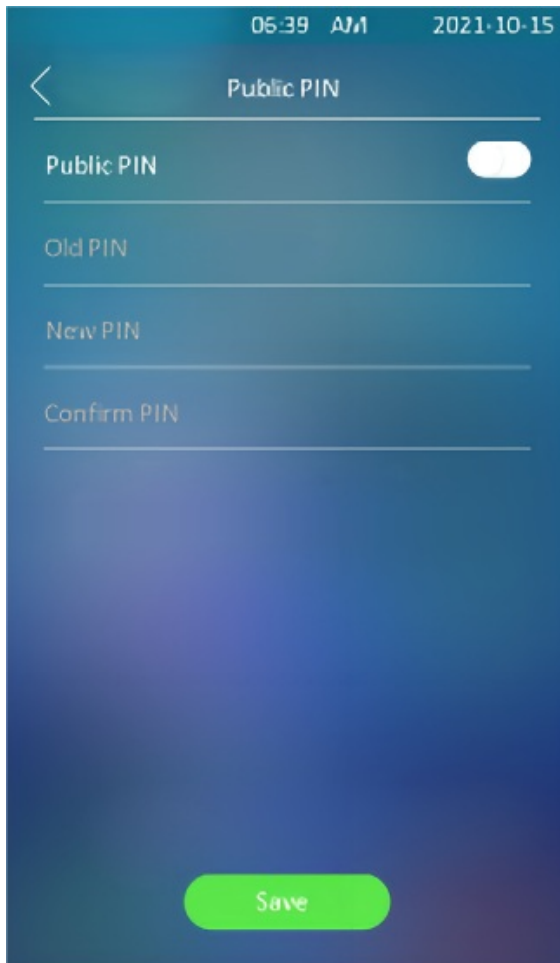 06:39 AM 2021-10-15
Public PIN
Public PIN
Old PIN
New PIN
Confirm PIN
Save